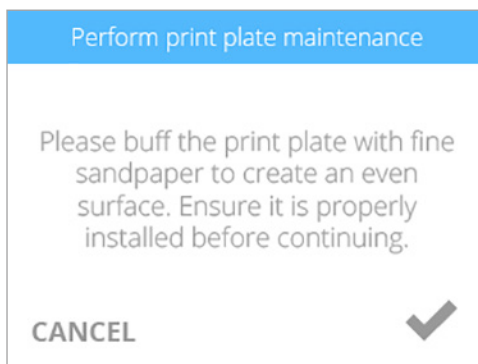 Perform print plate maintenance
Please buff the print plate with fine
sandpaper to create an even
surface. Ensure it is properly
installed before continuing.
CANCEL